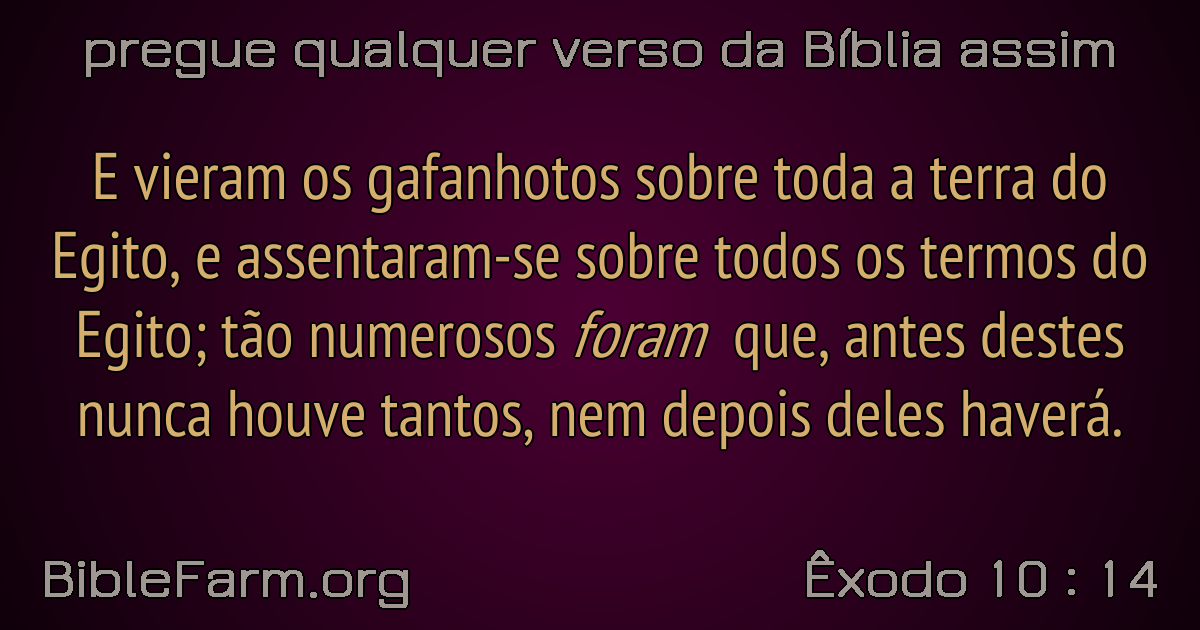 pregue qualquer verso da Bíblia assim
E vieram os gafanhotos sobre toda a terra do
Egito, e assentaram-se sobre todos os termos do
Egito; tão numerosos foram que, antes destes
nunca houve tantos, nem depois deles haverá.
BibleFarm.org
Êxodo 10 : 14